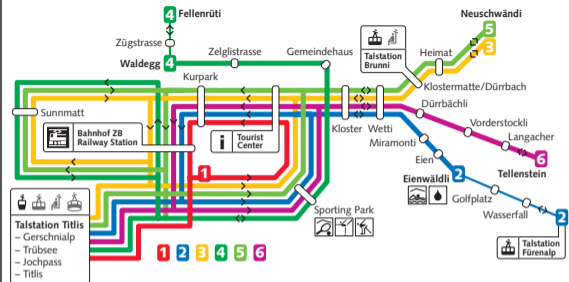 4 Fellenrüti
Zügstrasse
Waldegg 4
Zelglistrasse
Gemeindehaus
Neuschwändi
5
3
Talstation
Brunni
Heimat
Klostermatte/Dürrbach
Kurpark
Sunnmatt
Bahnhof ZB
Railway Station
i
Tourist
Center
Kloster
Wetti
Dürrbächli
Vorderstockli
Langacher
6
Tellenstein
Miramonti
Eien
Eienwäldli 2
Golfplatz
Wasserfall
2
Talstation
Fürenalp
1
Sporting Park
Talstation Titlis
– Gerschnialp
– Trübsee
– Jochpass
– Titlis
1 2 3 4 5 6